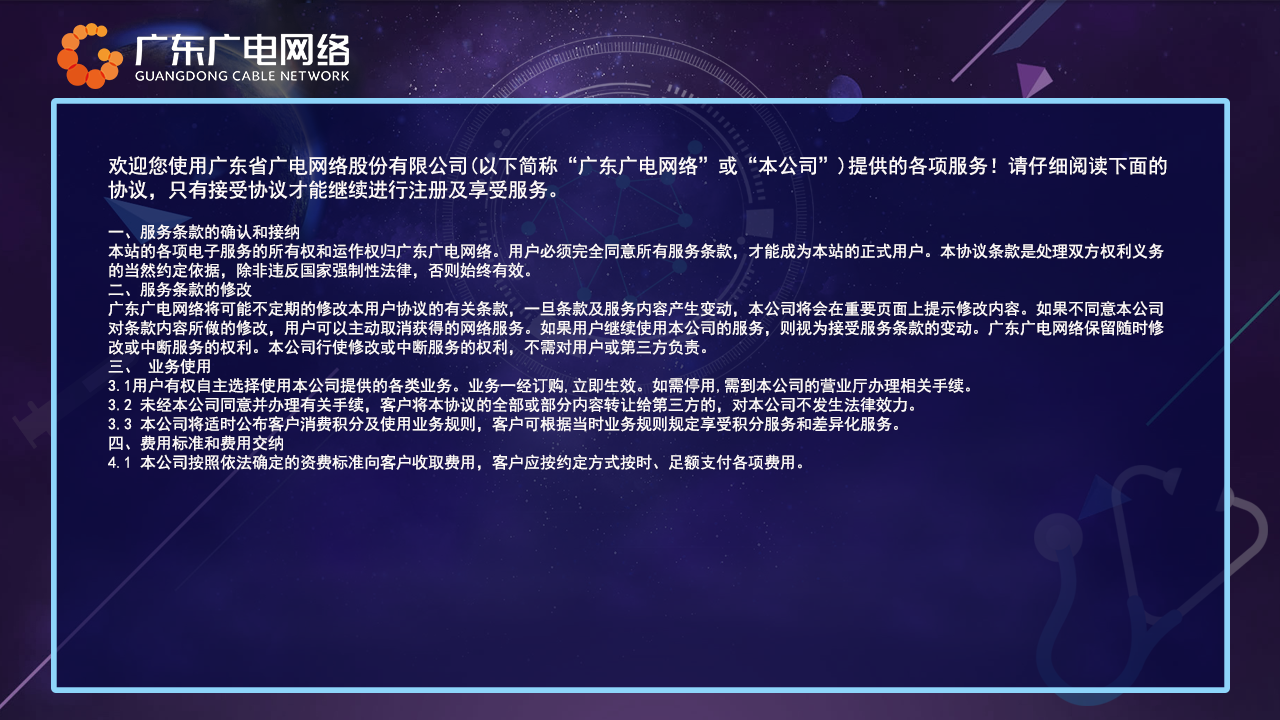 广东广电网络
GUANGDONG CABLE NETWORK
欢迎您使用广东省广电网络股份有限公司(以下简称“广东广电网络”或“本公司”)提供的各项服务！请仔细阅读下面的
协议，只有接受协议才能继续进行注册及享受服务。
一、服务条款的确认和接纳
本站的各项电子服务的所有权和运作权归广东广电网络。用户必须完全同意所有服务条款，才能成为本站的正式用户。本协议条款是处理双方权利义务
的当然约定依据，除非违反国家强制性法律，否则始终有效。
二、服务条款的修改
广东广电网络将可能不定期的修改本用户协议的有关条款，一旦条款及服务内容产生变动，本公司将会在重要页面上提示修改内容。如果不同意本公司
对条款内容所做的修改，用户可以主动取消获得的网络服务。如果用户继续使用本公司的服务，则视为接受服务条款的变动。广东广电网络保留随时修
改或中断服务的权利。本公司行使修改或中断服务的权利，不需对用户或第三方负责。
三、 业务使用
3.1用户有权自主选择使用本公司提供的各类业务。业务一经订购,立即生效。如需停用,需到本公司的营业厅办理相关手续。
3.2 未经本公司同意并办理有关手续，客户将本协议的全部或部分内容转让给第三方的，对本公司不发生法律效力。
3.3 本公司将适时公布客户消费积分及使用业务规则，客户可根据当时业务规则规定享受积分服务和差异化服务。
四、费用标准和费用交纳
4.1 本公司按照依法确定的资费标准向客户收取费用，客户应按约定方式按时、足额支付各项费用。